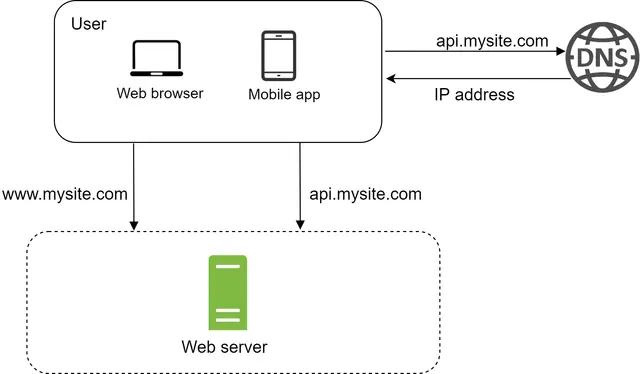 User
api.mysite.com
DNS
Web browser
Mobile app
IP address
www.mysite.com
api.mysite.com
Web server